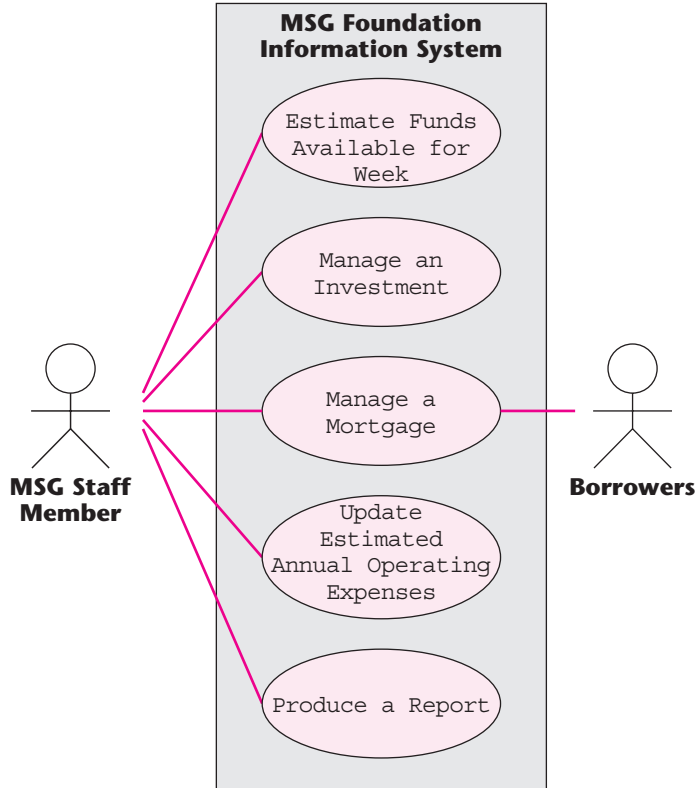 MSG Foundation
Information System
Estimate Funds
Available for
Week
Manage an
Investment
Manage a
Mortgage
MSG Staff
Member
Borrowers
Update
Estimated
Annual Operating
Expenses
Produce a Report